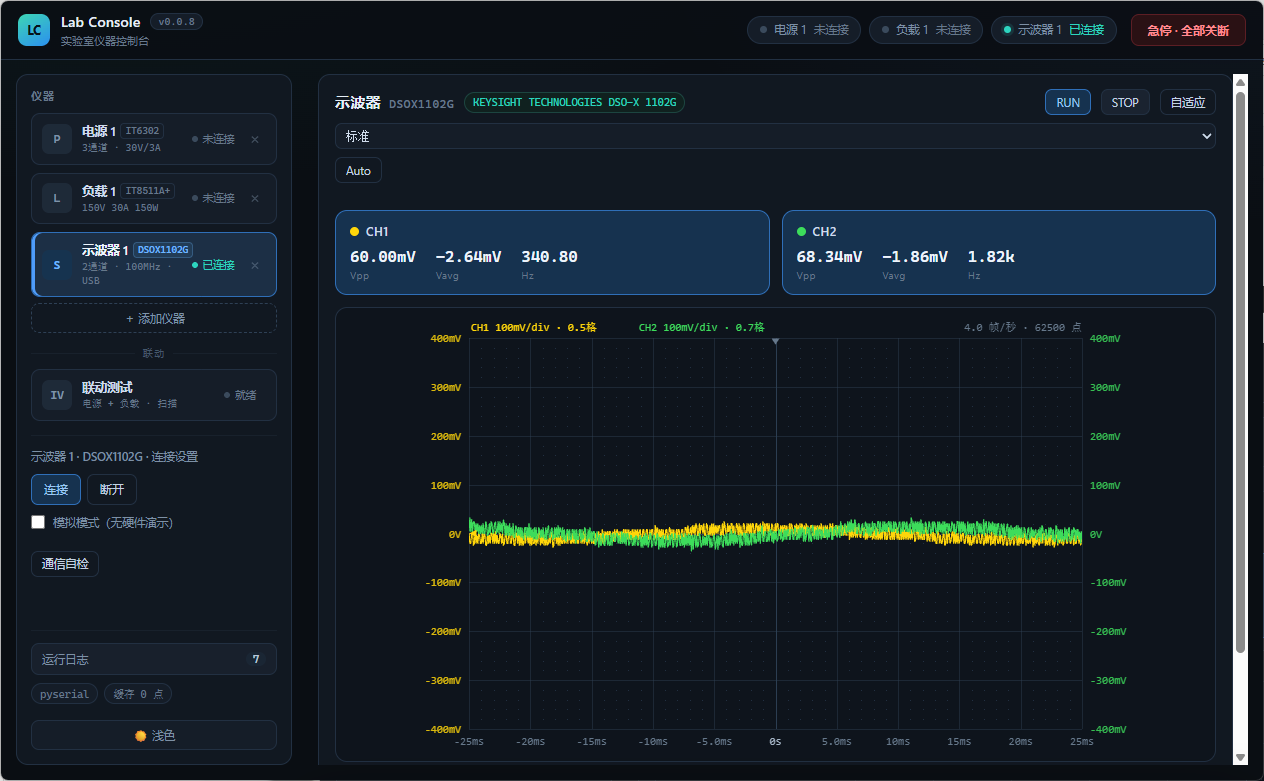 LC
Lab Console v0.0.8
实验室仪器控制台
电源 1 未连接
负载 1 未连接
示波器 1 已连接
急停 · 全部关断
仪器
P
电源 1 IT6302
3通道 · 30V/3A
未连接 ×
L
负载 1 IT8511A+
150V 30A 150W
未连接 ×
S
示波器 1 DSOX1102G
2通道 · 100MHz ·
USB
已连接 ×
+ 添加仪器
联动
IV
联动测试
电源 + 负载 · 扫描
就绪
示波器 1 · DSOX1102G · 连接设置
连接 断开
模拟模式（无硬件演示）
通信自检
运行日志 7
pyserial 缓存 0 点
浅色
示波器 DSOX1102G KEYSIGHT TECHNOLOGIES DSO-X 1102G
RUN STOP 自适应
标准
Auto
CH1
60.00mV −2.64mV 340.80
Vpp Vavg Hz
CH2
68.34mV −1.86mV 1.82k
Vpp Vavg Hz
CH1 100mV/div · 0.5格 CH2 100mV/div · 0.7格 4.0 帧/秒 · 62500 点
400mV 400mV
300mV 300mV
200mV 200mV
100mV 100mV
0V 0V
-100mV -100mV
-200mV -200mV
-300mV -300mV
-400mV -400mV
-25ms -20ms -15ms -10ms -5.0ms 0s 5.0ms 10ms 15ms 20ms 25ms